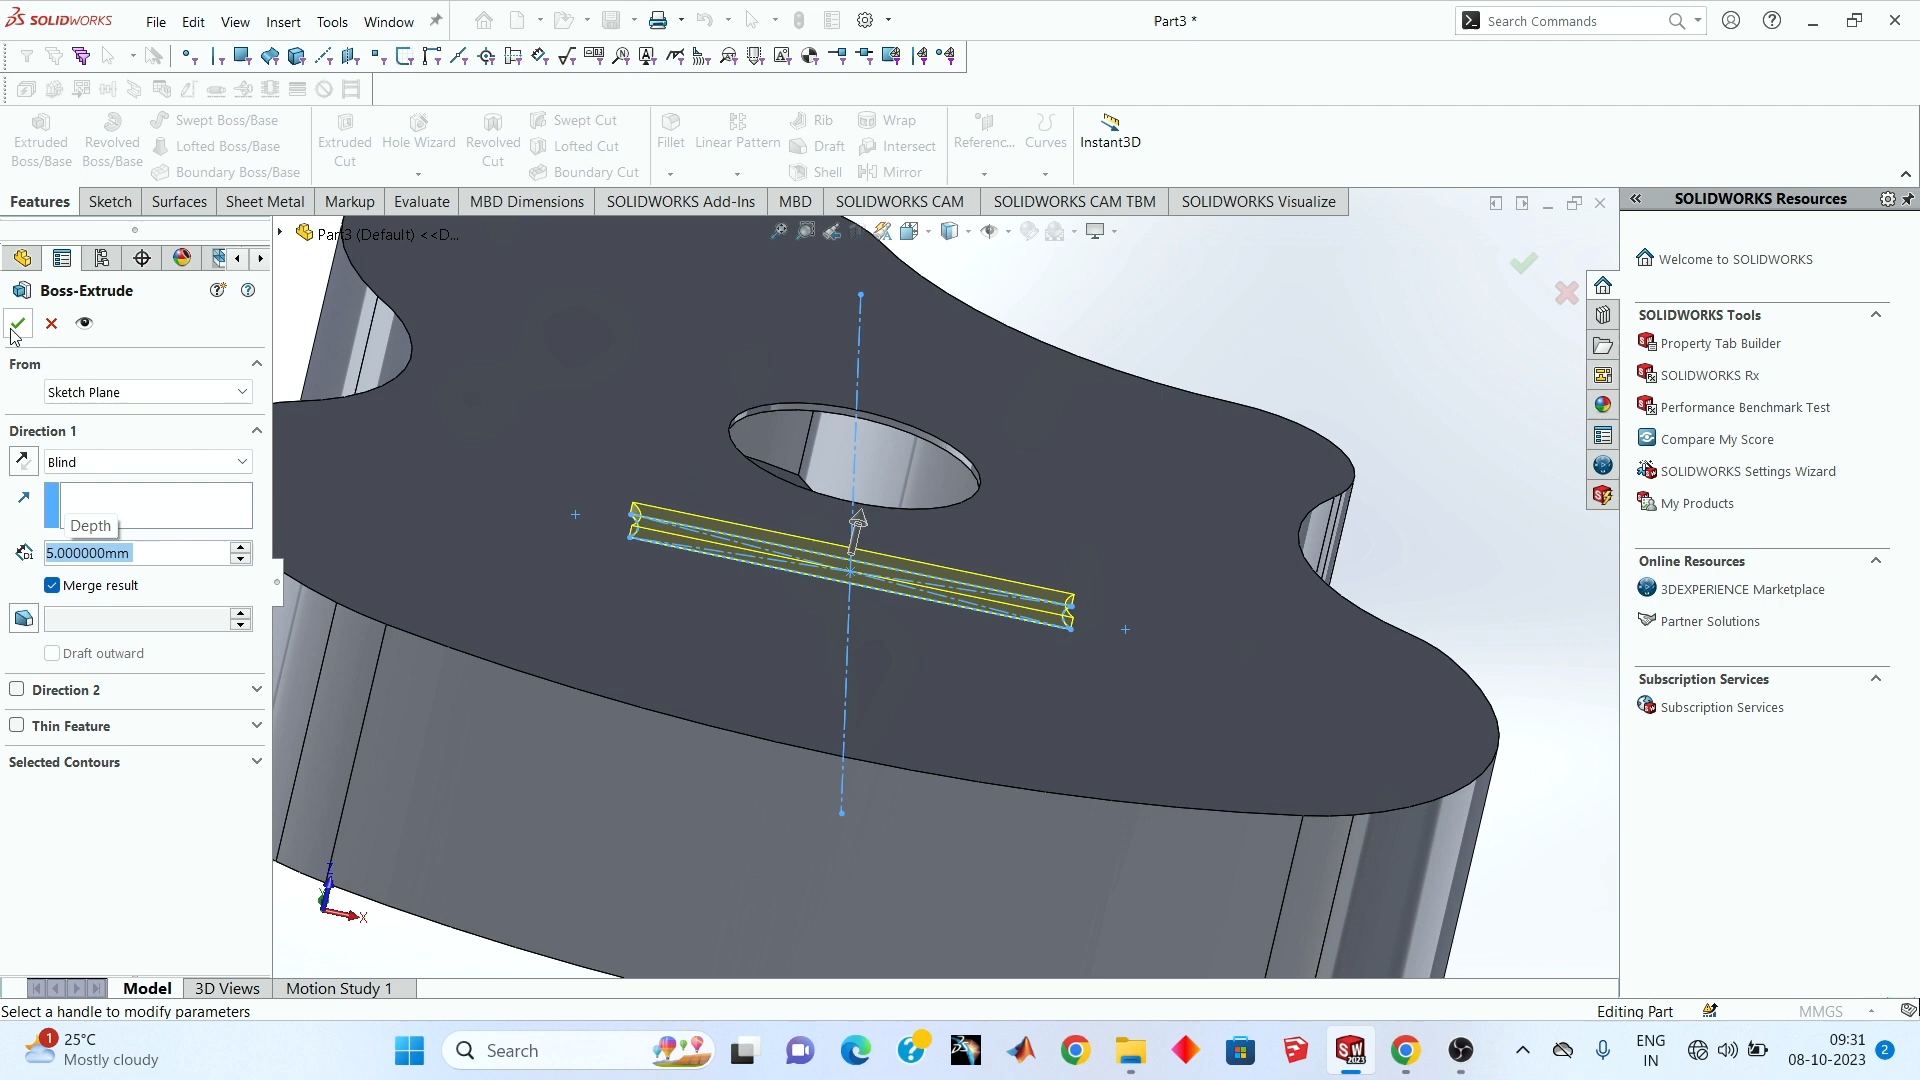 SOLIDWORKS File Edit View Insert Tools Window Part3 * Search Commands
Extruded Boss/Base Revolved Boss/Base Swept Boss/Base Lofted Boss/Base Boundary Boss/Base Extruded Cut Hole Wizard Revolved Cut Swept Cut Lofted Cut Boundary Cut Fillet Linear Pattern Rib Draft Shell Wrap Intersect Mirror Referenc... Curves Instant3D
Features Sketch Surfaces Sheet Metal Markup Evaluate MBD Dimensions SOLIDWORKS Add-Ins MBD SOLIDWORKS CAM SOLIDWORKS CAM TBM SOLIDWORKS Visualize
Part3 (Default) <<D...
Boss-Extrude
From
Sketch Plane
Direction 1
Blind
Depth
5.000000mm
Merge result
Draft outward
Direction 2
Thin Feature
Selected Contours
Z
X
SOLIDWORKS Resources
Welcome to SOLIDWORKS
SOLIDWORKS Tools
Property Tab Builder
SOLIDWORKS Rx
Performance Benchmark Test
Compare My Score
SOLIDWORKS Settings Wizard
My Products
Online Resources
3DEXPERIENCE Marketplace
Partner Solutions
Subscription Services
Subscription Services
Model 3D Views Motion Study 1
Select a handle to modify parameters Editing Part MMGS
1 25°C
Mostly cloudy
Search
SW 2023
ENG
IN
09:31
08-10-2023
2